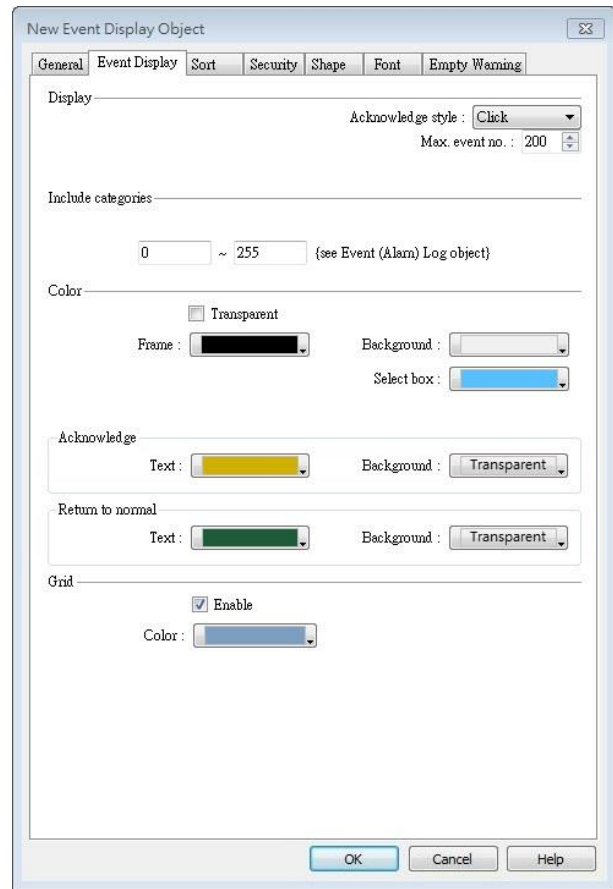 New Event Display Object
General Event Display Sort Security Shape Font Empty Warning
Display
Acknowledge style : Click
Max. event no. : 200
Include categories
0 ~ 255 {see Event (Alarm) Log object}
Color
Transparent
Frame : Background :
Select box :
Acknowledge
Text : Background : Transparent
Return to normal
Text : Background : Transparent
Grid
Enable
Color :
OK Cancel Help